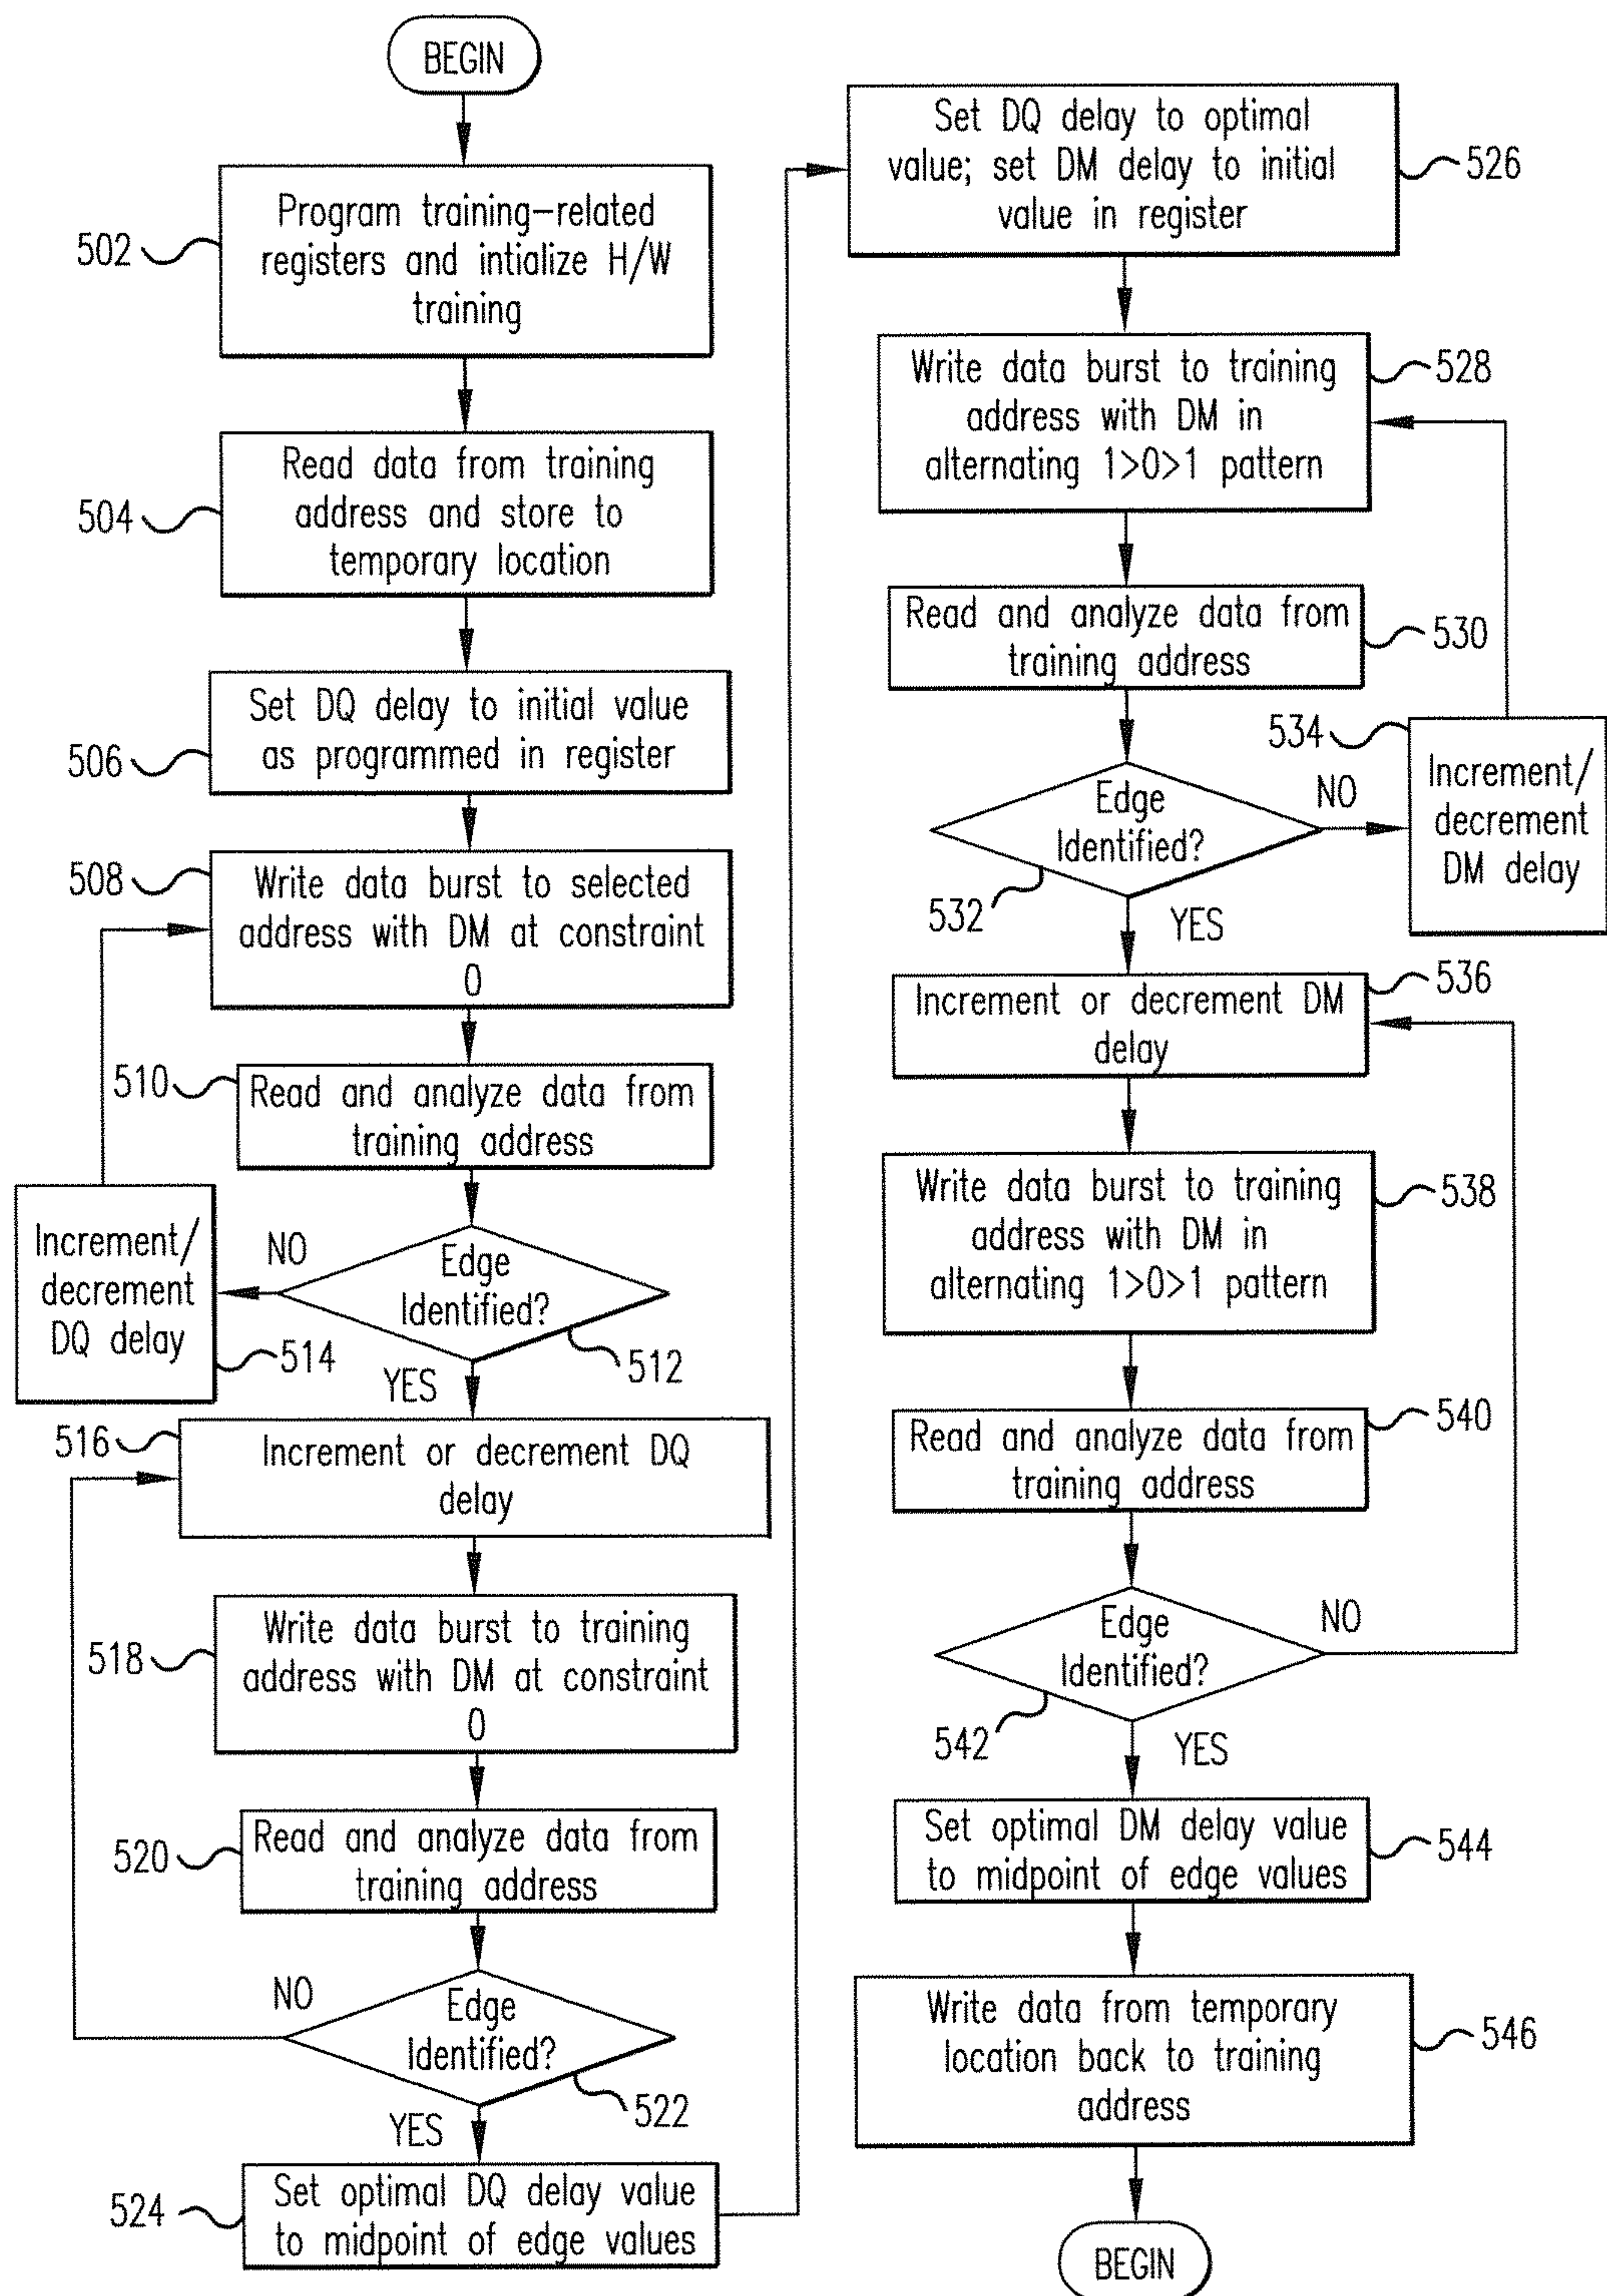 BEGIN
502
Program training-related
registers and intialize H/W
training
504
Read data from training
address and store to
temporary location
506
Set DQ delay to initial value
as programmed in register
508
Write data burst to selected
address with DM at constraint
0
510
Read and analyze data from
training address
Edge
Identified?
512
NO
YES
Increment/
decrement
DQ delay
514
516
Increment or decrement DQ
delay
518
Write data burst to training
address with DM at constraint
0
520
Read and analyze data from
training address
Edge
Identified?
522
NO
YES
524
Set optimal DQ delay value
to midpoint of edge values
Set DQ delay to optimal
value; set DM delay to initial
value in register
526
Write data burst to training
address with DM in
alternating 1>0>1 pattern
528
Read and analyze data from
training address
530
Edge
Identified?
532
NO
YES
534
Increment/
decrement
DM delay
Increment or decrement DM
delay
536
Write data burst to training
address with DM in
alternating 1>0>1 pattern
538
Read and analyze data from
training address
540
Edge
Identified?
542
NO
YES
Set optimal DM delay value
to midpoint of edge values
544
Write data from temporary
location back to training
address
546
BEGIN